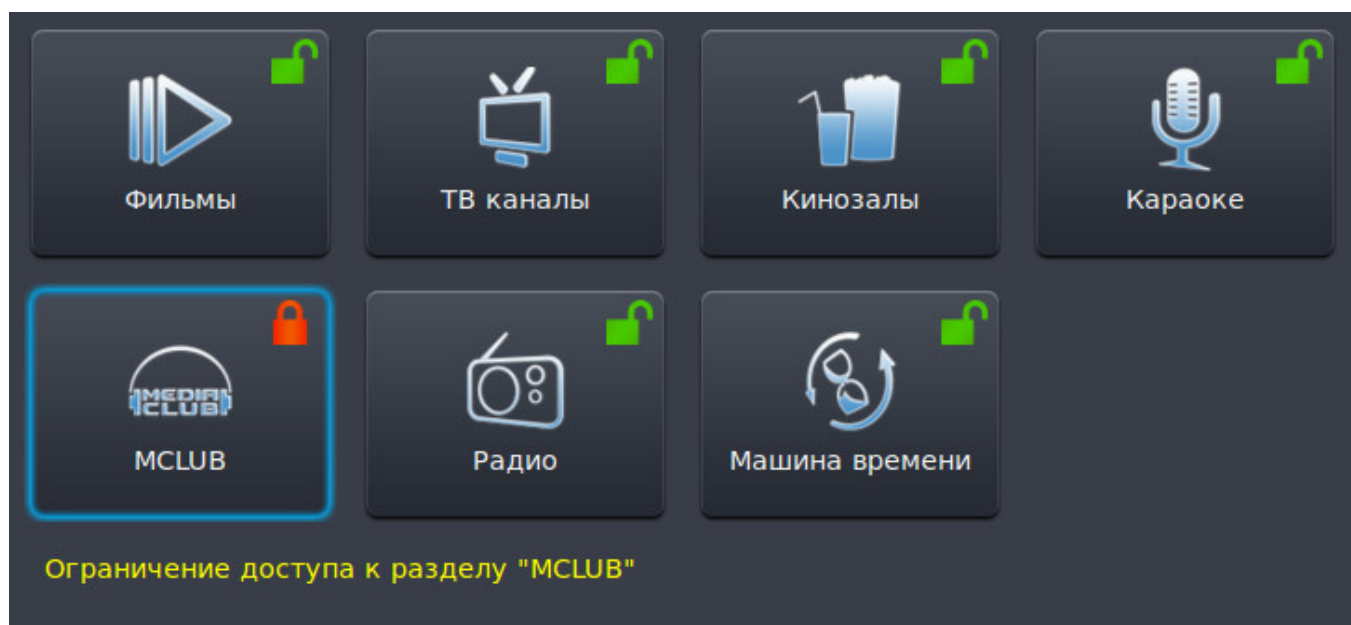 Фильмы
ТВ каналы
Кинозалы
Караоке
MEDIA
CLUB
MCLUB
Радио
Машина времени
Ограничение доступа к разделу "MCLUB"